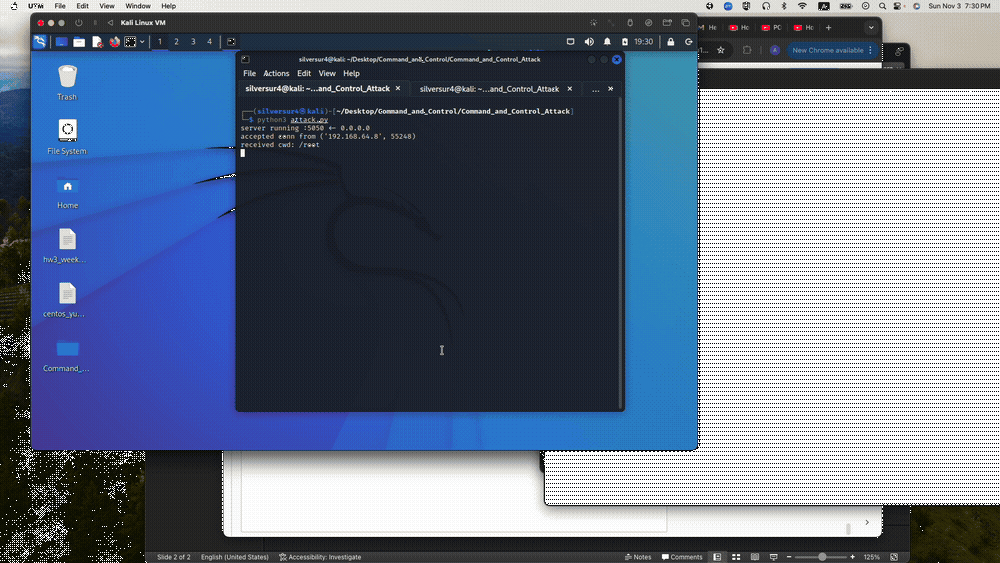 UTM File Edit View Window Help
Sun Nov 3 7:30 PM
Kali Linux VM
New Chrome available
1 2 3 4
19:30
Trash
File System
Home
hw3_week...
centos_yu...
Command_...
silversur4@kali: ~/Desktop/Command_and_Control/Command_and_Control_Attack
File Actions Edit View Help
silversur4@kali: ~...and_Control_Attack
silversur4@kali: ~...and_Control_Attack
(silversur4㉿kali)-[~/Desktop/Command_and_Control/Command_and_Control_Attack]
$ python3 attack.py
server running :5050 <- 0.0.0.0
accepted conn from ('192.168.64.8', 55248)
received cwd: /root
Slide 2 of 2 English (United States) Accessibility: Investigate
Notes Comments
125%